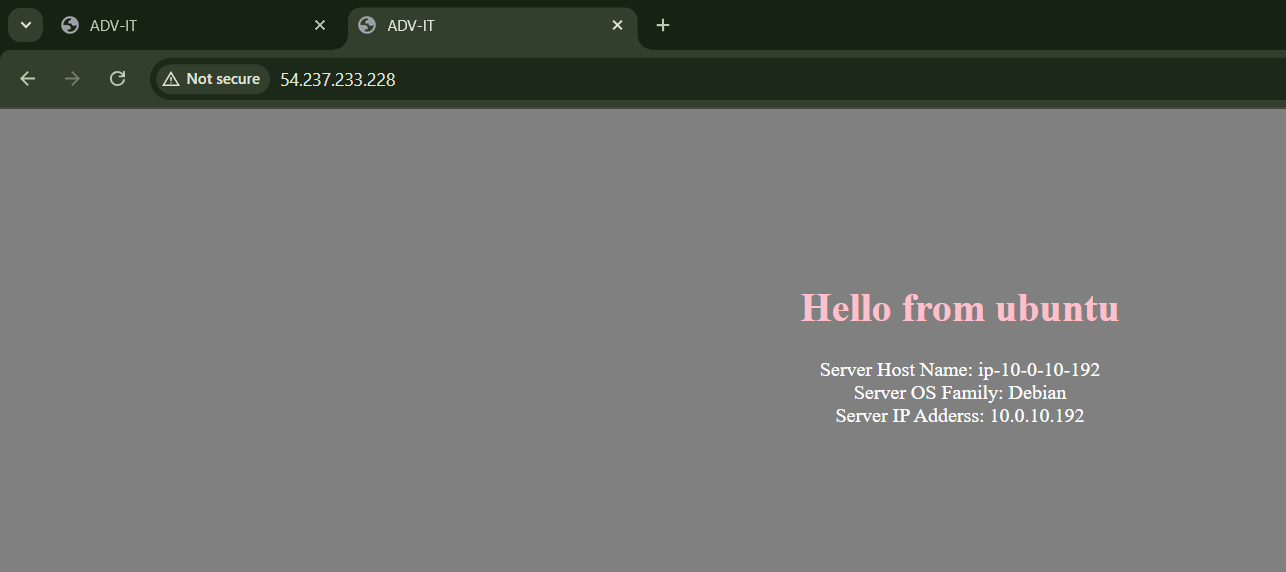 ADV-IT
ADV-IT
Not secure
54.237.233.228
Hello from ubuntu
Server Host Name: ip-10-0-10-192
Server OS Family: Debian
Server IP Adderss: 10.0.10.192